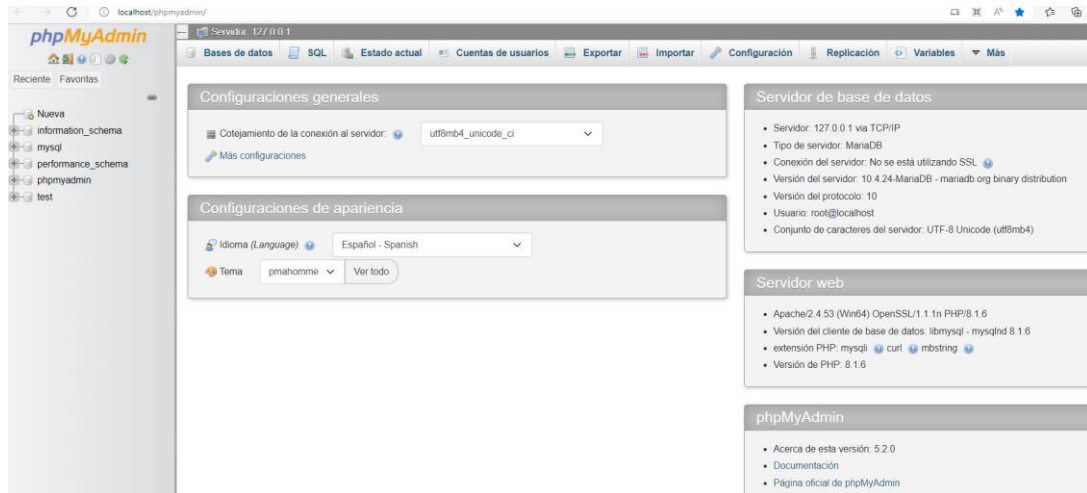 localhost/phpmyadmin/
phpMyAdmin
Reciente Favoritas
Nueva
information_schema
mysql
performance_schema
phpmyadmin
test
Servidor: 127.0.0.1
Bases de datos SQL Estado actual Cuentas de usuarios Exportar Importar Configuración Replicación Variables Más
Configuraciones generales
Cotejamiento de la conexión al servidor: utf8mb4_unicode_ci
Más configuraciones
Configuraciones de apariencia
Idioma (Language) Español - Spanish
Tema pmahomme Ver todo
Servidor de base de datos
• Servidor: 127.0.0.1 via TCP/IP
• Tipo de servidor: MariaDB
• Conexión del servidor: No se está utilizando SSL
• Versión del servidor: 10.4.24-MariaDB - mariadb.org binary distribution
• Versión del protocolo: 10
• Usuario: root@localhost
• Conjunto de caracteres del servidor: UTF-8 Unicode (utf8mb4)
Servidor web
• Apache/2.4.53 (Win64) OpenSSL/1.1.1n PHP/8.1.6
• Versión del cliente de base de datos: libmysql - mysqlnd 8.1.6
• extensión PHP: mysqli curl mbstring
• Versión de PHP: 8.1.6
phpMyAdmin
• Acerca de esta versión: 5.2.0
• Documentación
• Página oficial de phpMyAdmin